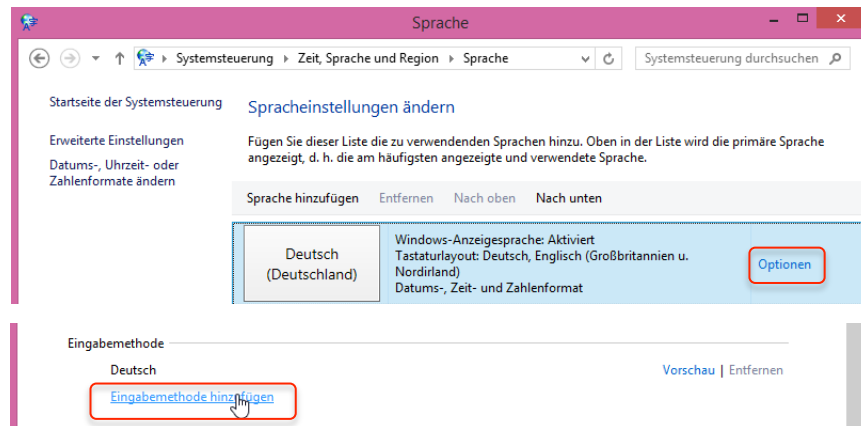 Sprache
Systemsteuerung ▸ Zeit, Sprache und Region ▸ Sprache
Systemsteuerung durchsuchen
Startseite der Systemsteuerung
Erweiterte Einstellungen
Datums-, Uhrzeit- oder
Zahlenformate ändern
Spracheinstellungen ändern
Fügen Sie dieser Liste die zu verwendenden Sprachen hinzu. Oben in der Liste wird die primäre Sprache
angezeigt, d. h. die am häufigsten angezeigte und verwendete Sprache.
Sprache hinzufügen Entfernen Nach oben Nach unten
Deutsch
(Deutschland)
Windows-Anzeigesprache: Aktiviert
Tastaturlayout: Deutsch, Englisch (Großbritannien u.
Nordirland)
Datums-, Zeit- und Zahlenformat
Optionen
Eingabemethode
Deutsch
Vorschau | Entfernen
Eingabemethode hinzufügen